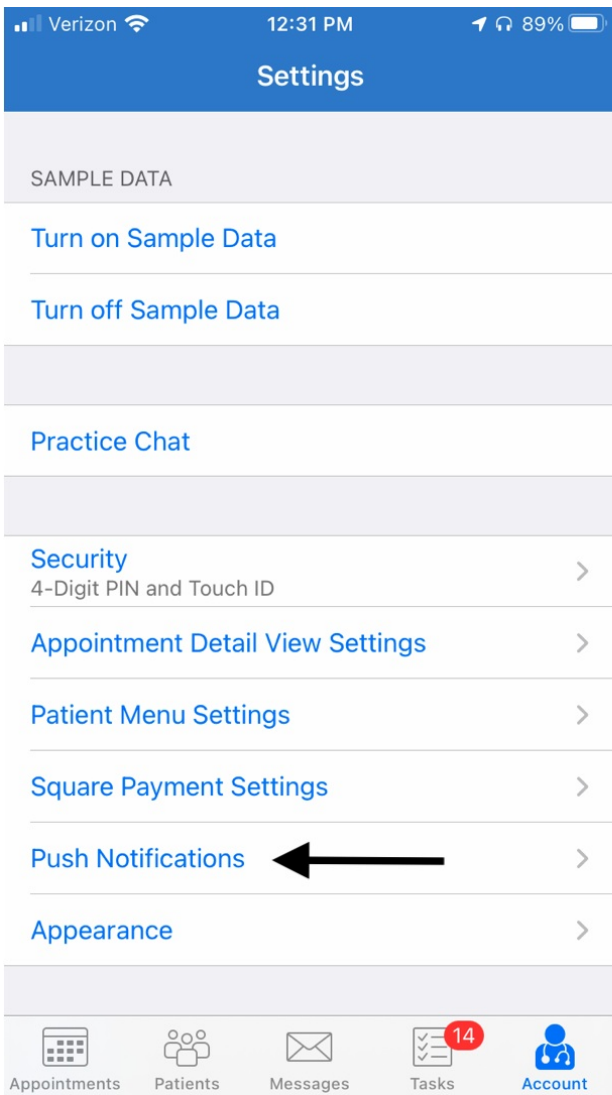 Verizon 12:31 PM 89%
Settings
SAMPLE DATA
Turn on Sample Data
Turn off Sample Data
Practice Chat
Security
4-Digit PIN and Touch ID
Appointment Detail View Settings
Patient Menu Settings
Square Payment Settings
Push Notifications
Appearance
14
Appointments Patients Messages Tasks Account